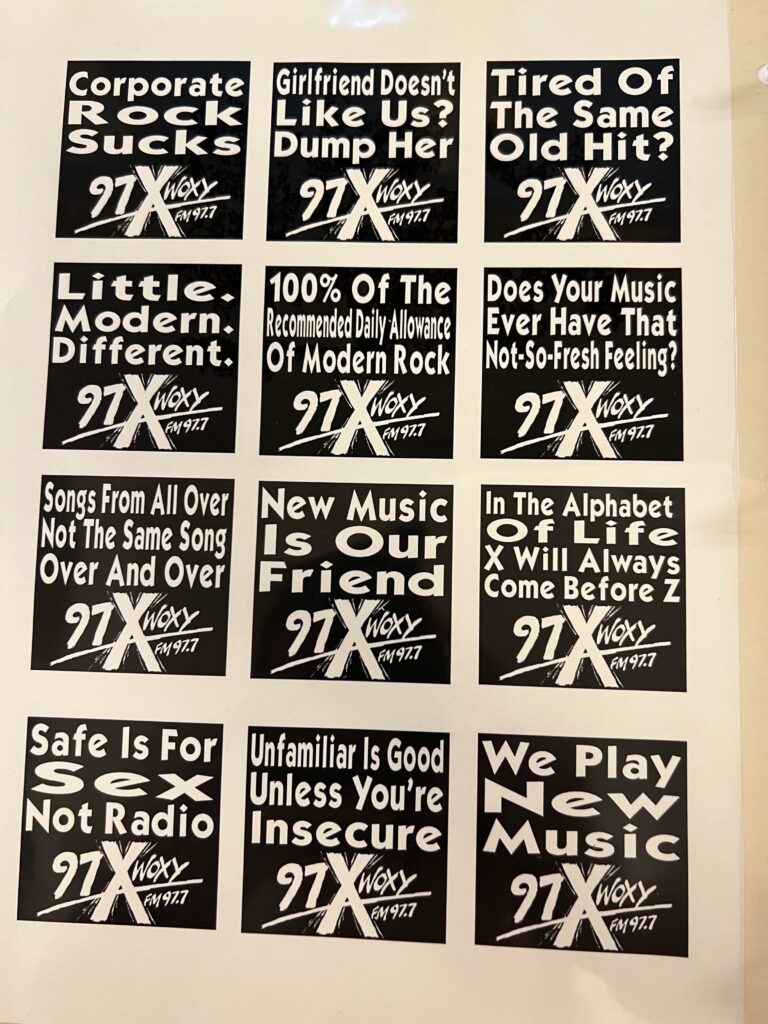 Corporate
Rock
Sucks
97X WOXY
FM 97.7
Girlfriend Doesn't
Like Us?
Dump Her
97X WOXY
FM 97.7
Tired Of
The Same
Old Hit?
97X WOXY
FM 97.7
Little.
Modern.
Different.
97X WOXY
FM 97.7
100% Of The
Recommended Daily Allowance
Of Modern Rock
97X WOXY
FM 97.7
Does Your Music
Ever Have That
Not-So-Fresh Feeling?
97X WOXY
FM 97.7
Songs From All Over
Not The Same Song
Over And Over
97X WOXY
FM 97.7
New Music
Is Our
Friend
97X WOXY
FM 97.7
In The Alphabet
Of Life
X Will Always
Come Before Z
97X WOXY
FM 97.7
Safe Is For
Sex
Not Radio
97X WOXY
FM 97.7
Unfamiliar Is Good
Unless You're
Insecure
97X WOXY
FM 97.7
We Play
New
Music
97X WOXY
FM 97.7